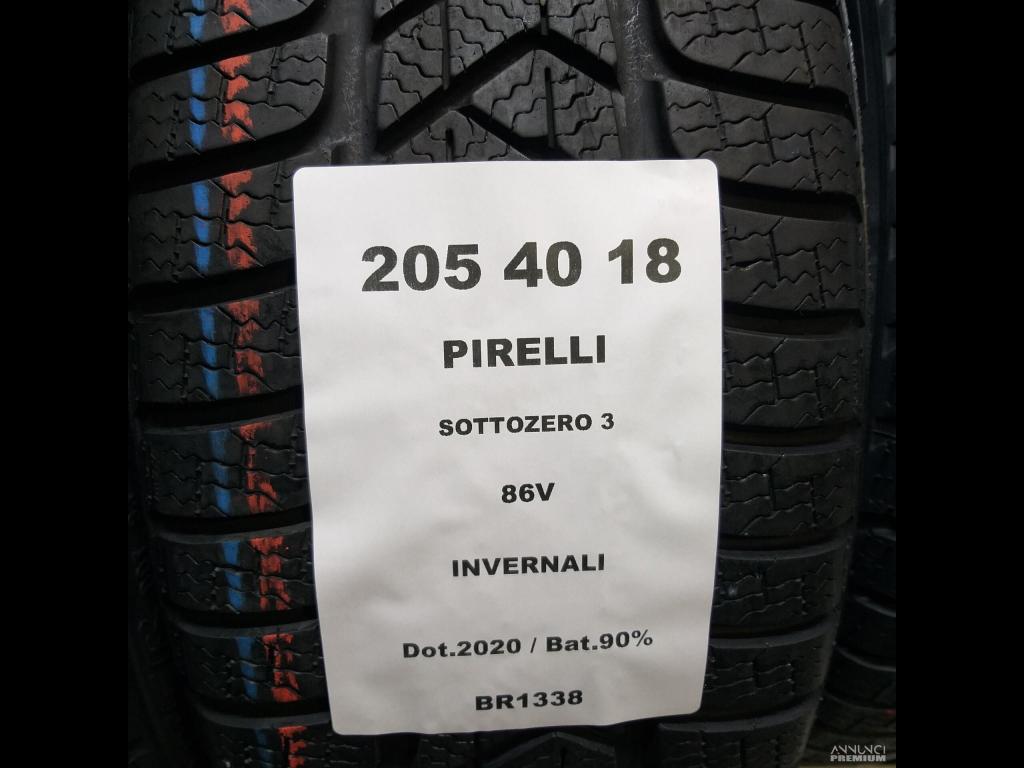 205 40 18
PIRELLI
SOTTOZERO 3
86V
INVERNALI
Dot.2020 / Bat.90%
BR1338
ANNUNCI
PREMIUM